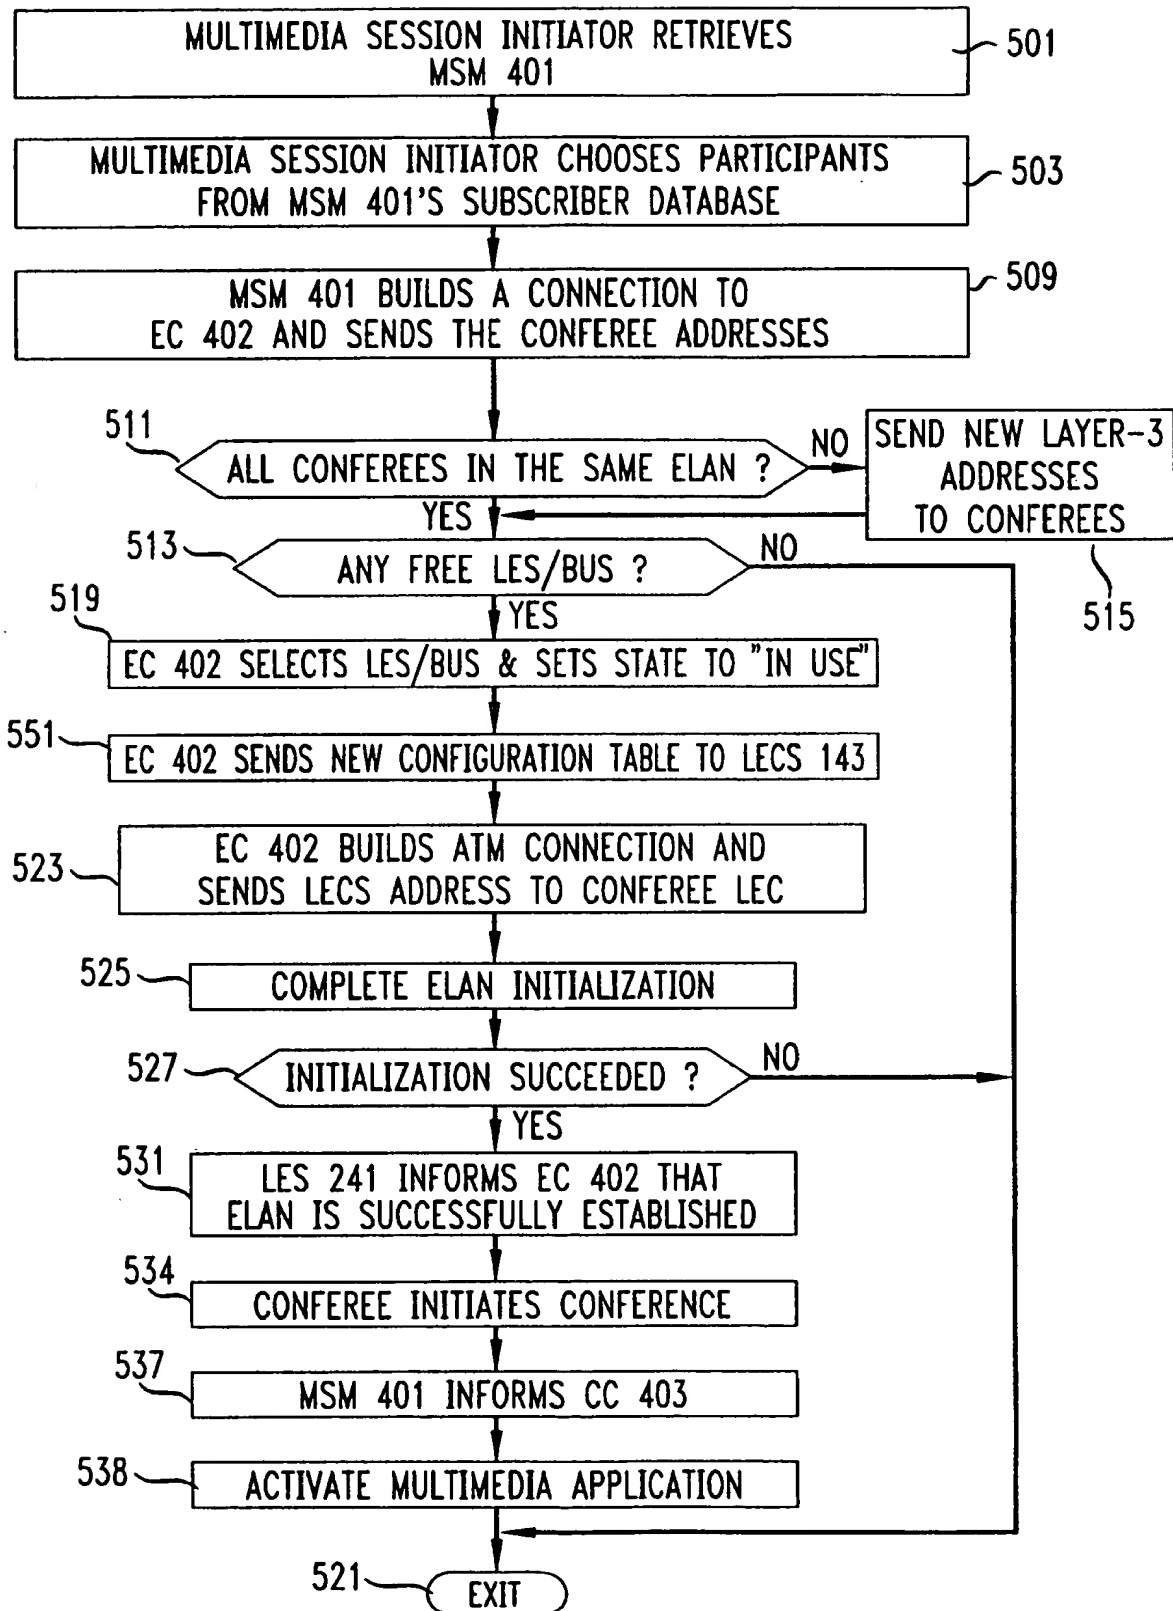 MULTIMEDIA SESSION INITIATOR RETRIEVES
MSM 401
501
MULTIMEDIA SESSION INITIATOR CHOOSES PARTICIPANTS
FROM MSM 401'S SUBSCRIBER DATABASE
503
MSM 401 BUILDS A CONNECTION TO
EC 402 AND SENDS THE CONFEREE ADDRESSES
509
511
ALL CONFEREES IN THE SAME ELAN ?
NO
SEND NEW LAYER-3
ADDRESSES
TO CONFEREES
515
YES
513
ANY FREE LES/BUS ?
NO
YES
519
EC 402 SELECTS LES/BUS & SETS STATE TO "IN USE"
551
EC 402 SENDS NEW CONFIGURATION TABLE TO LECS 143
523
EC 402 BUILDS ATM CONNECTION AND
SENDS LECS ADDRESS TO CONFEREE LEC
525
COMPLETE ELAN INITIALIZATION
527
INITIALIZATION SUCCEEDED ?
NO
YES
531
LES 241 INFORMS EC 402 THAT
ELAN IS SUCCESSFULLY ESTABLISHED
534
CONFEREE INITIATES CONFERENCE
537
MSM 401 INFORMS CC 403
538
ACTIVATE MULTIMEDIA APPLICATION
521
EXIT